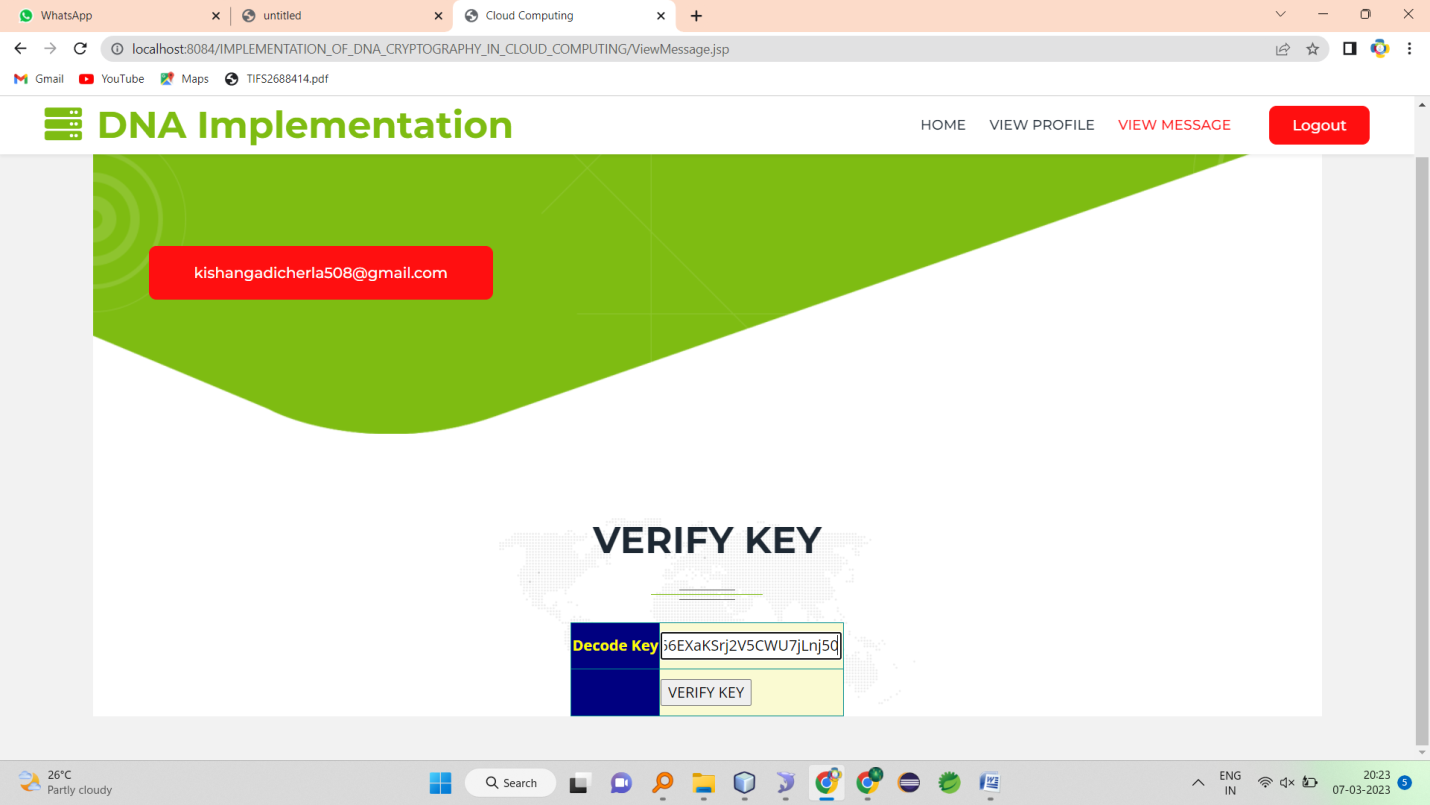 WhatsApp
untitled
Cloud Computing
localhost:8084/IMPLEMENTATION_OF_DNA_CRYPTOGRAPHY_IN_CLOUD_COMPUTING/ViewMessage.jsp
Gmail
YouTube
Maps
TIFS2688414.pdf
DNA Implementation
HOME
VIEW PROFILE
VIEW MESSAGE
Logout
kishangadicherla508@gmail.com
VERIFY KEY
Decode Key
6EXaKSrj2V5CWU7jLnj50
VERIFY KEY
26°C
Partly cloudy
Search
ENG
IN
20:23
07-03-2023
5